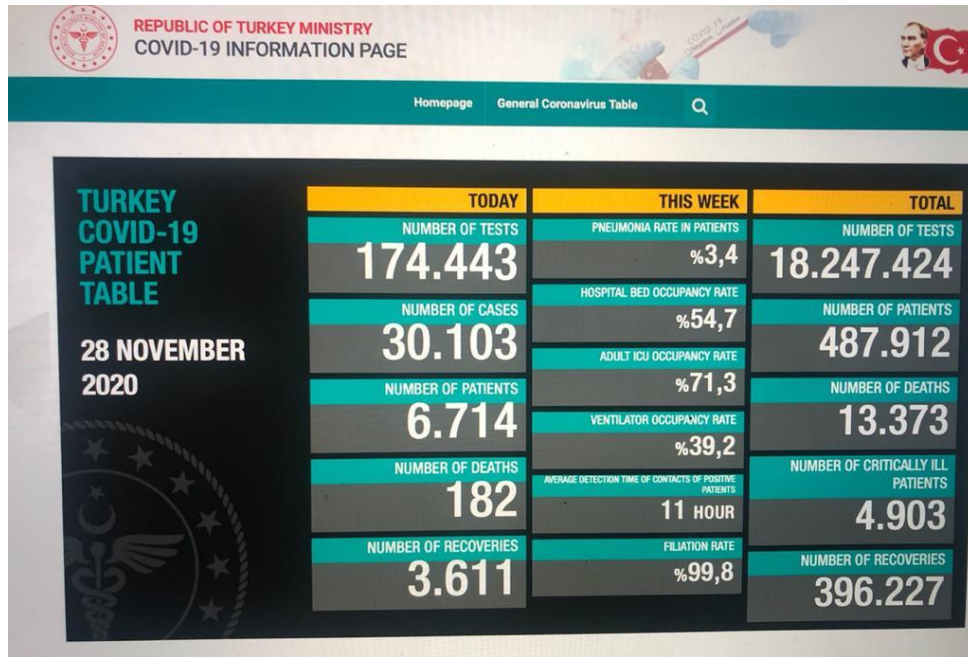 REPUBLIC OF TURKEY MINISTRY
COVID-19 INFORMATION PAGE
COVID-19
Homepage
General Coronavirus Table
TURKEY
COVID-19
PATIENT
TABLE
28 NOVEMBER
2020
TODAY
NUMBER OF TESTS
174.443
NUMBER OF CASES
30.103
NUMBER OF PATIENTS
6.714
NUMBER OF DEATHS
182
NUMBER OF RECOVERIES
3.611
THIS WEEK
PNEUMONIA RATE IN PATIENTS
%3,4
HOSPITAL BED OCCUPANCY RATE
%54,7
ADULT ICU OCCUPANCY RATE
%71,3
VENTILATOR OCCUPANCY RATE
%39,2
AVERAGE DETECTION TIME OF CONTACTS OF POSITIVE
PATIENTS
11 HOUR
FILIATION RATE
%99,8
TOTAL
NUMBER OF TESTS
18.247.424
NUMBER OF PATIENTS
487.912
NUMBER OF DEATHS
13.373
NUMBER OF CRITICALLY ILL
PATIENTS
4.903
NUMBER OF RECOVERIES
396.227